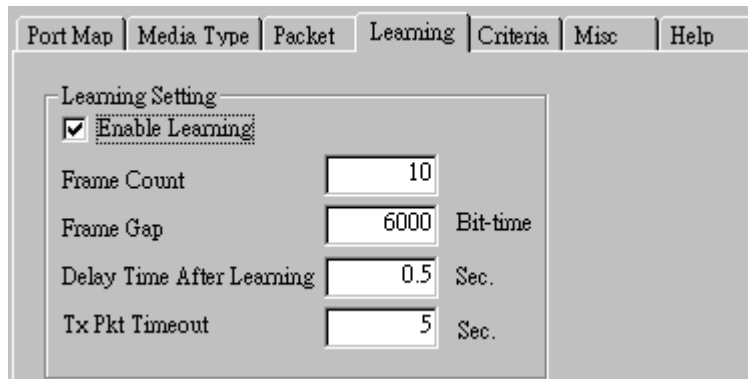 Port Map Media Type Packet Learning Criteria Misc Help
Learning Setting
Enable Learning
Frame Count 10
Frame Gap 6000 Bit-time
Delay Time After Learning 0.5 Sec.
Tx Pkt Timeout 5 Sec.